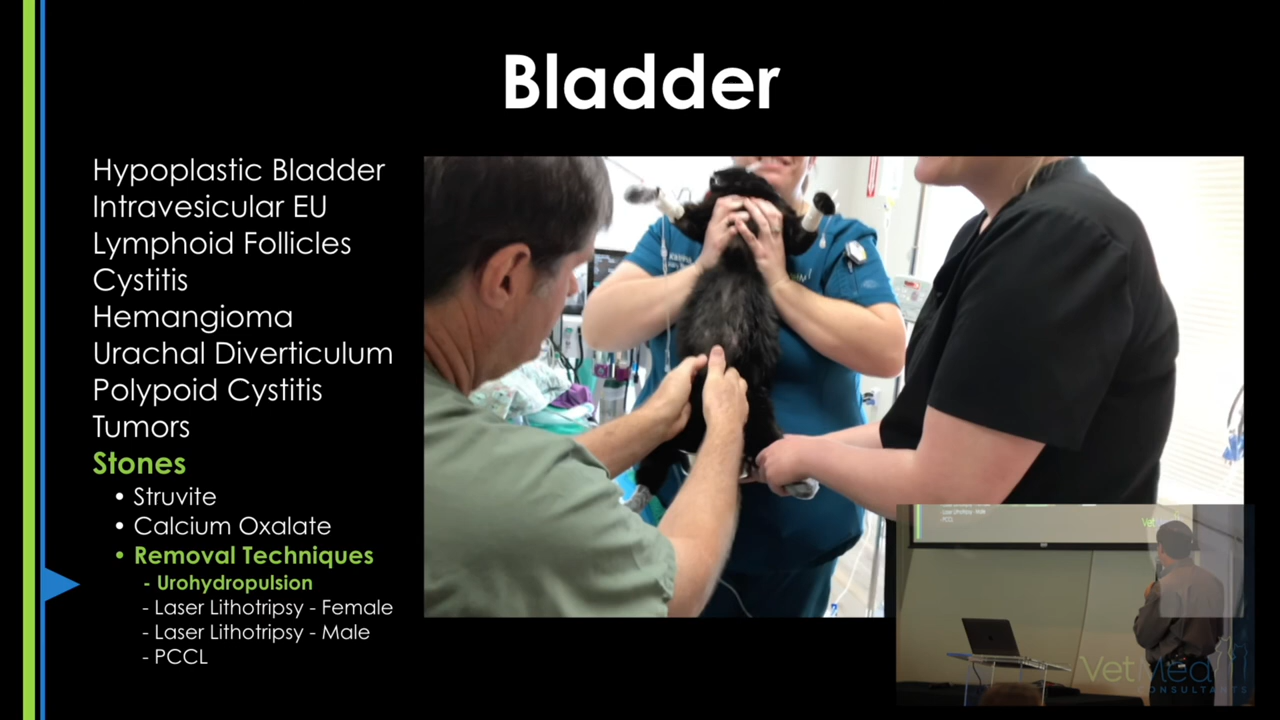 Bladder
Hypoplastic Bladder
Intravesicular EU
Lymphoid Follicles
Cystitis
Hemangioma
Urachal Diverticulum
Polypoid Cystitis
Tumors
Stones
• Struvite
• Calcium Oxalate
• Removal Techniques
- Urohydropulsion
- Laser Lithotripsy - Female
- Laser Lithotripsy - Male
- PCCL
VetMed
CONSULTANTS